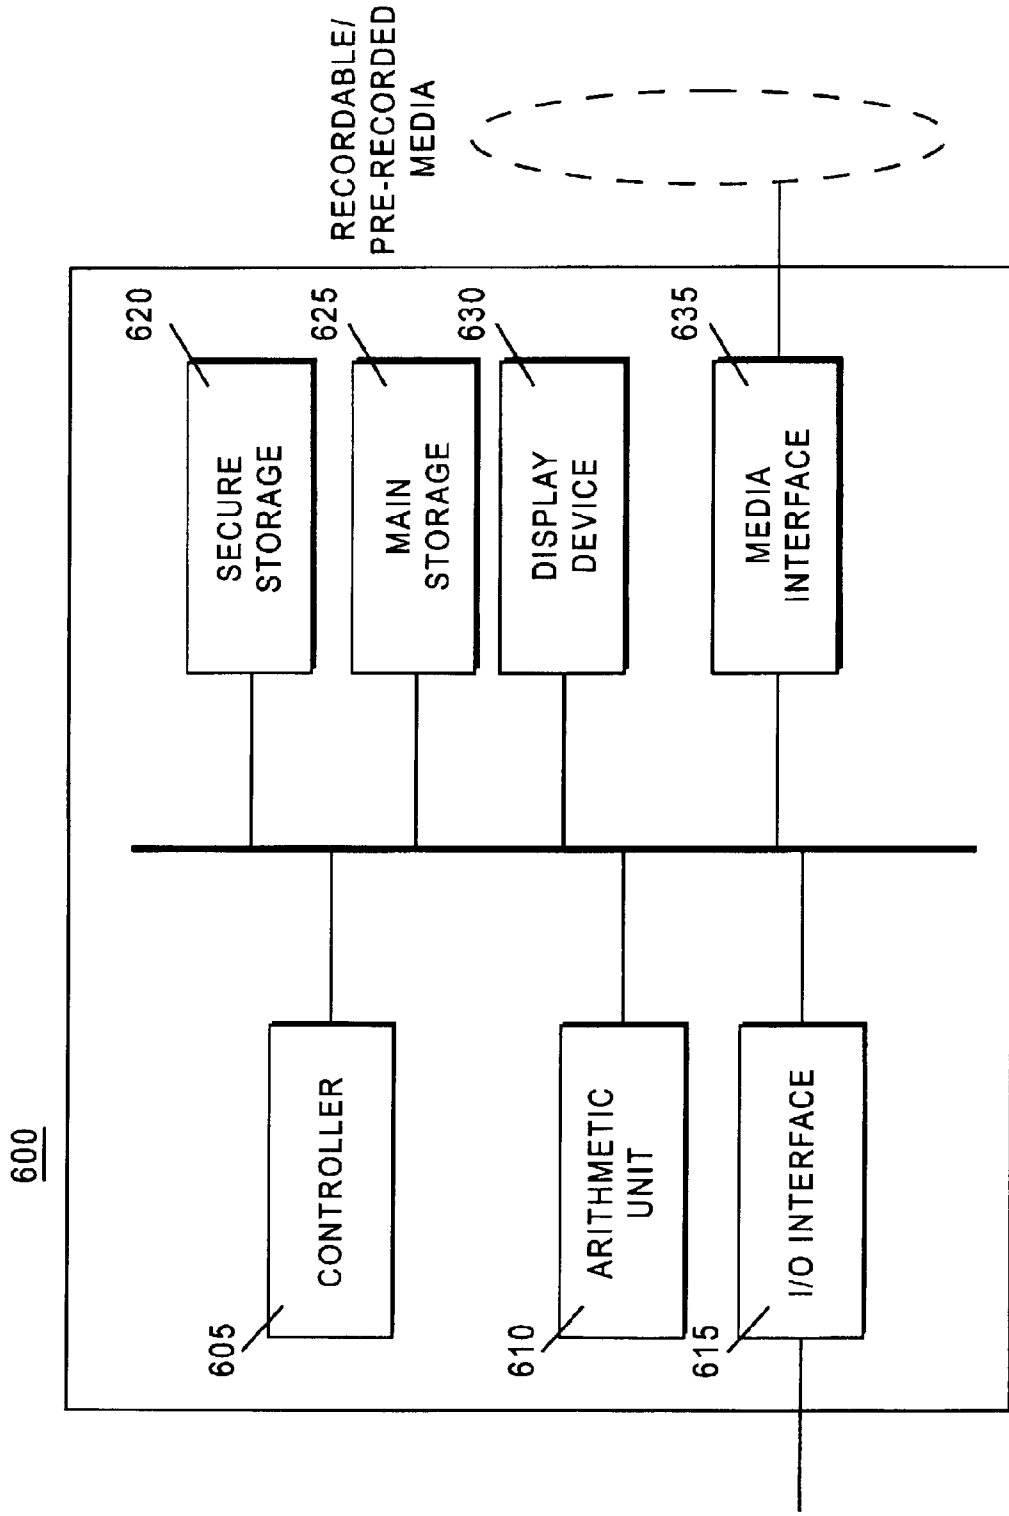 600
605
CONTROLLER
610
ARITHMETIC
UNIT
615
I/O INTERFACE
620
SECURE
STORAGE
625
MAIN
STORAGE
630
DISPLAY
DEVICE
635
MEDIA
INTERFACE
RECORDABLE/
PRE-RECORDED
MEDIA